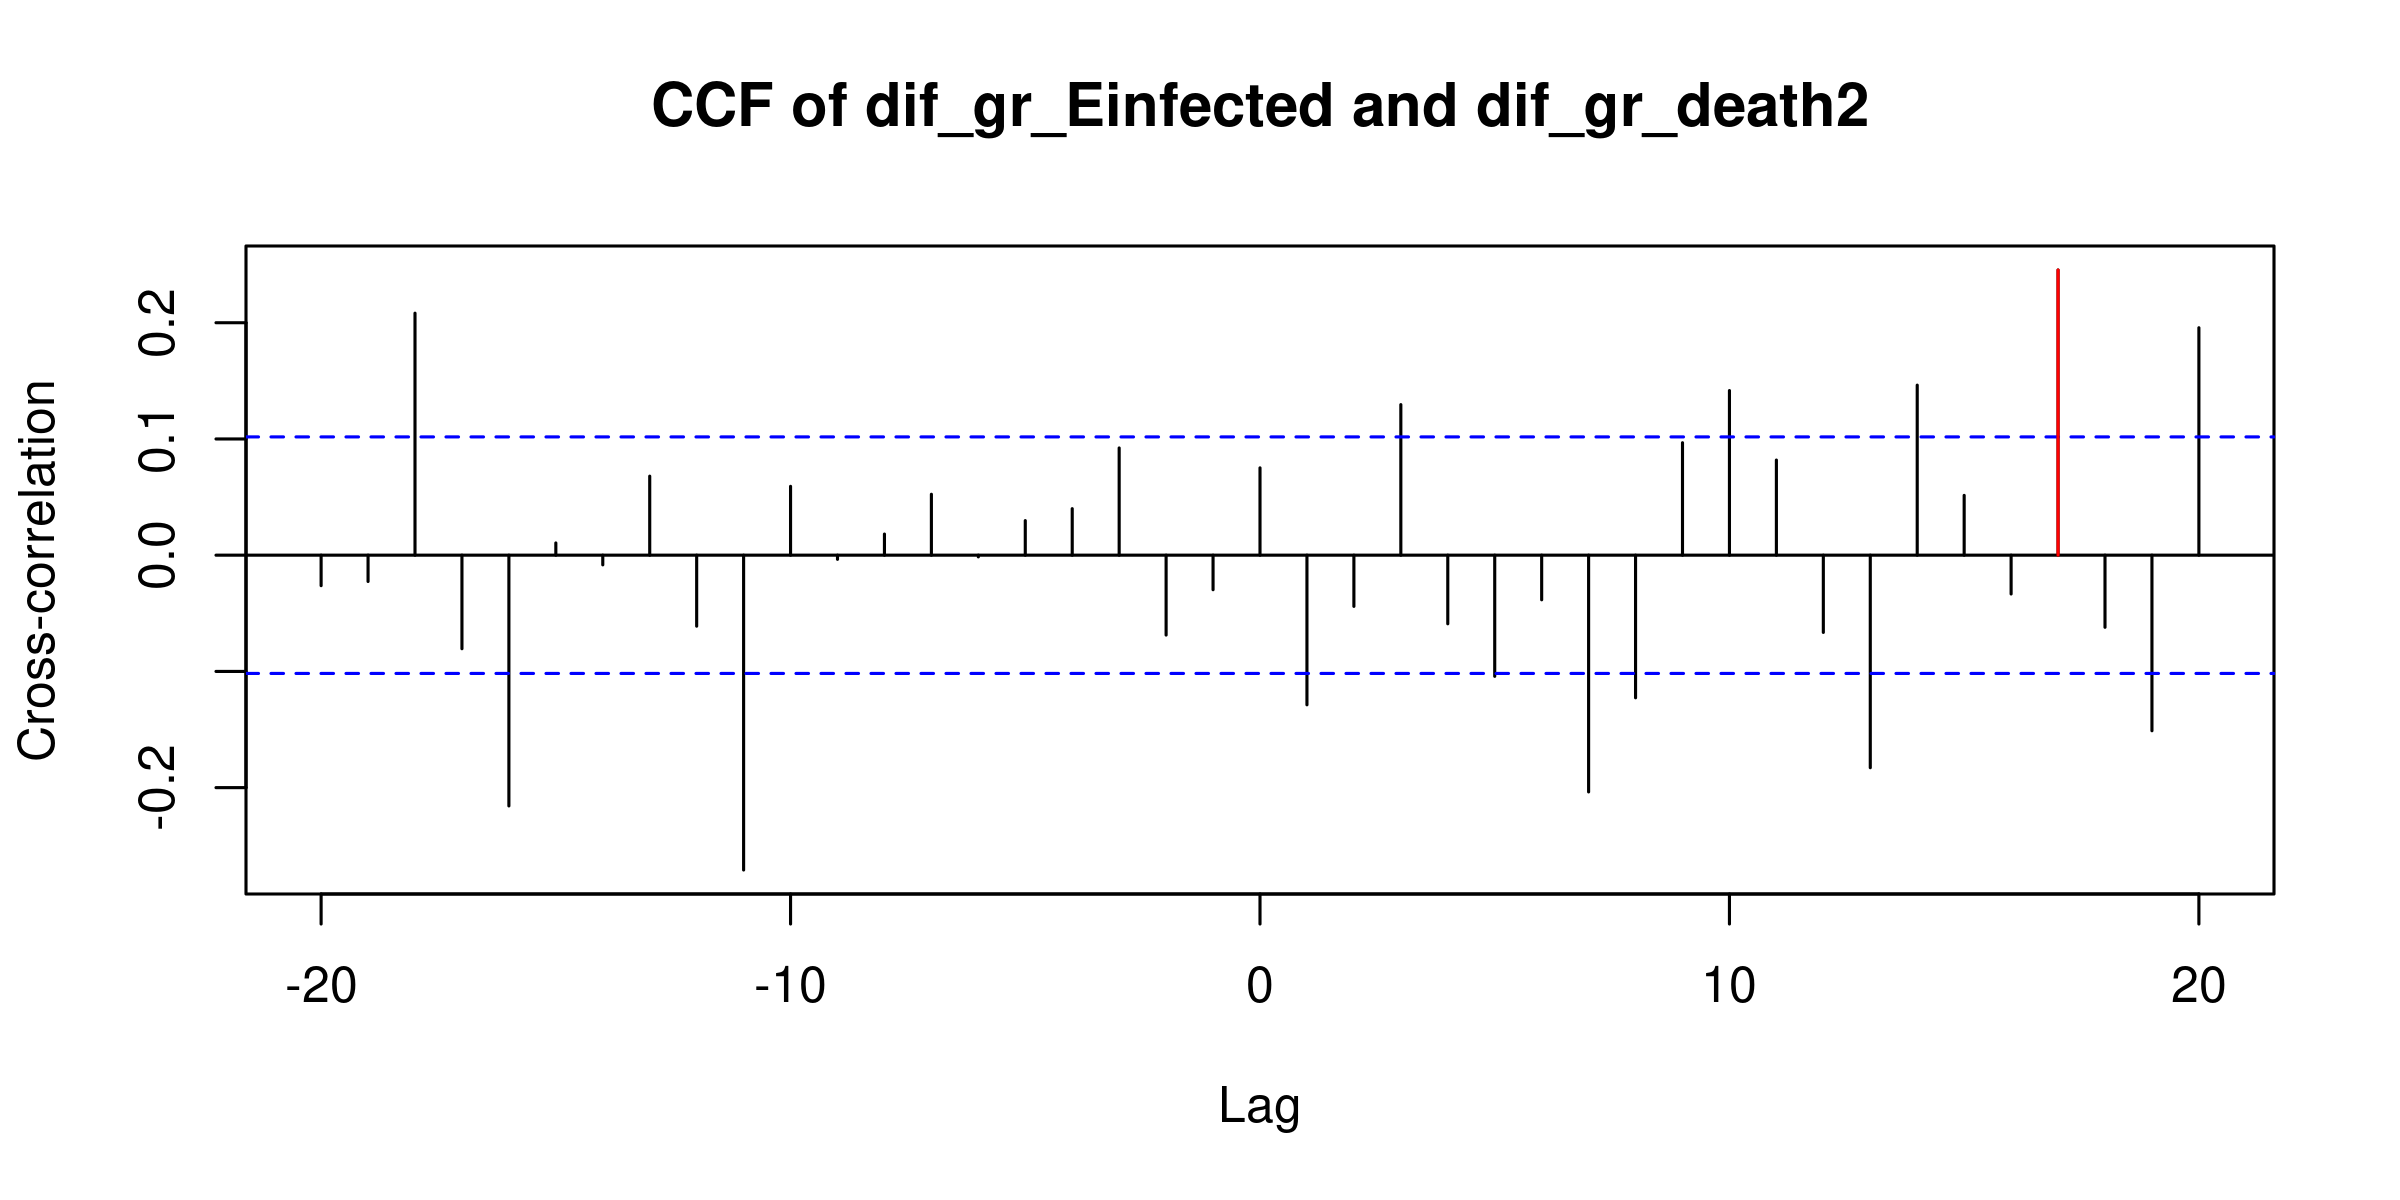 CCF of dif_gr_Einfected and dif_gr_death2
Cross-correlation
0.2
0.1
0.0
-0.2
-20 -10 0 10 20
Lag